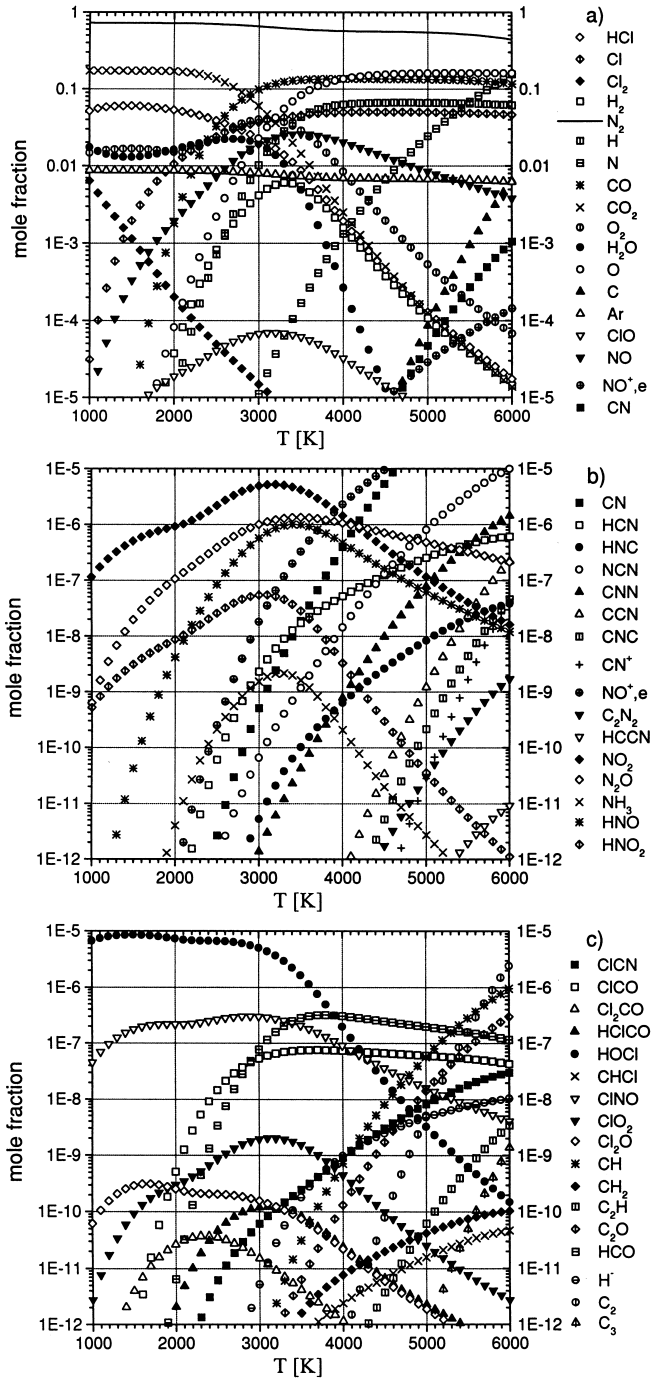 a)
1
0.1
0.01
1E-3
1E-4
1E-5
1
0.1
0.01
1E-3
1E-4
1E-5
mole fraction
1000
2000
3000
4000
5000
6000
T [K]
HCl
Cl
Cl2
H2
N2
H
N
CO
CO2
O2
H2O
O
C
Ar
ClO
NO
NO+,e
CN
b)
1E-5
1E-6
1E-7
1E-8
1E-9
1E-10
1E-11
1E-12
1E-5
1E-6
1E-7
1E-8
1E-9
1E-10
1E-11
1E-12
mole fraction
1000
2000
3000
4000
5000
6000
T [K]
CN
HCN
HNC
NCN
CNN
CCN
CNC
CN+
NO+,e
C2N2
HCCN
NO2
N2O
NH3
HNO
HNO2
c)
1E-5
1E-6
1E-7
1E-8
1E-9
1E-10
1E-11
1E-12
1E-5
1E-6
1E-7
1E-8
1E-9
1E-10
1E-11
1E-12
mole fraction
1000
2000
3000
4000
5000
6000
T [K]
ClCN
ClCO
Cl2CO
HClCO
HOCl
CHCl
ClNO
ClO2
Cl2O
CH
CH2
C2H
C2O
HCO
H-
C2
C3